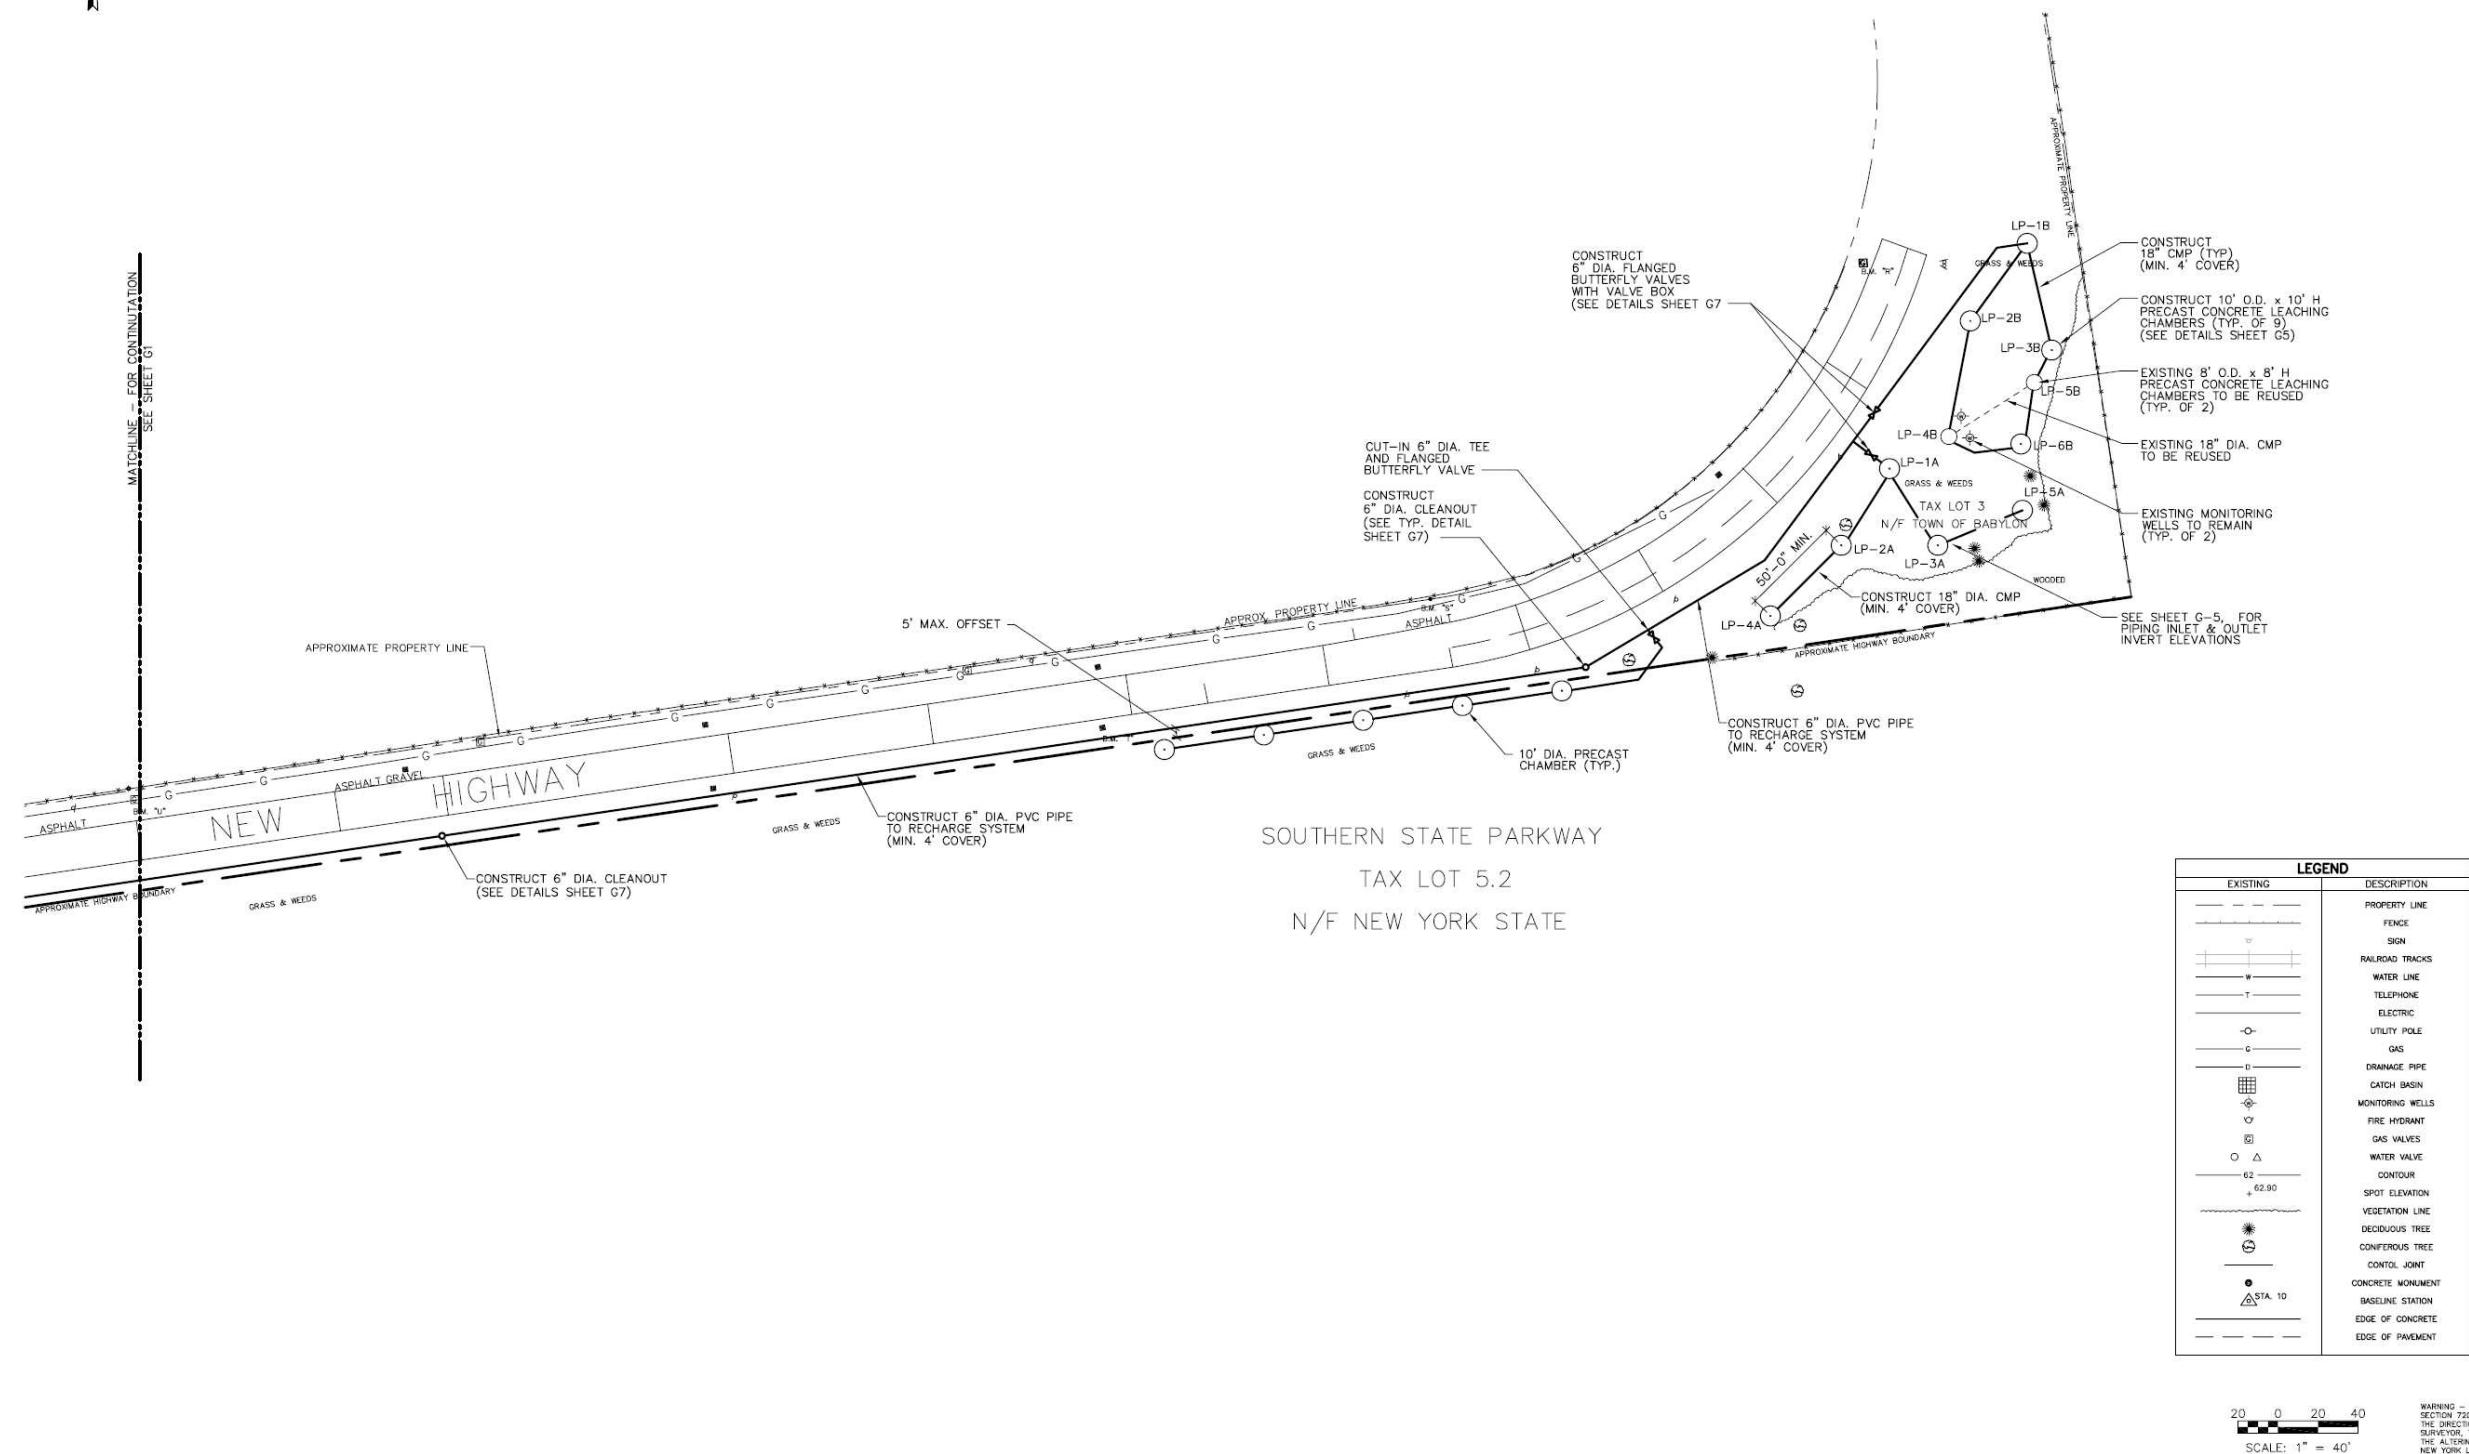 MATCHLINE – FOR CONTINUTATION
SEE SHEET G1
APPROXIMATE PROPERTY LINE
LP-1B
CONSTRUCT
18" CMP (TYP)
(MIN. 4' COVER)
CONSTRUCT
6" DIA. FLANGED
BUTTERFLY VALVES
WITH VALVE BOX
(SEE DETAILS SHEET G7
B.M. "R"
GRASS & WEEDS
CONSTRUCT 10' O.D. x 10' H
PRECAST CONCRETE LEACHING
CHAMBERS (TYP. OF 9)
(SEE DETAILS SHEET G5)
LP-2B
LP-3B
EXISTING 8' O.D. x 8' H
PRECAST CONCRETE LEACHING
CHAMBERS TO BE REUSED
(TYP. OF 2)
LP-5B
LP-4B
LP-6B
EXISTING 18" DIA. CMP
TO BE REUSED
CUT-IN 6" DIA. TEE
AND FLANGED
BUTTERFLY VALVE
LP-1A
GRASS & WEEDS
LP-5A
CONSTRUCT
6" DIA. CLEANOUT
(SEE TYP. DETAIL
SHEET G7)
TAX LOT 3
N/F TOWN OF BABYLON
EXISTING MONITORING
WELLS TO REMAIN
(TYP. OF 2)
G
G
50'-0" MIN.
LP-2A
LP-3A
WOODED
CONSTRUCT 18" DIA. CMP
(MIN. 4' COVER)
LP-4A
SEE SHEET G-5, FOR
PIPING INLET & OUTLET
INVERT ELEVATIONS
APPROXIMATE HIGHWAY BOUNDARY
APPROX. PROPERTY LINE
B.M. "S"
G
ASPHALT
5' MAX. OFFSET
APPROXIMATE PROPERTY LINE
G
G
G
G
G
G
G
G
G
G
G
G
CONSTRUCT 6" DIA. PVC PIPE
TO RECHARGE SYSTEM
(MIN. 4' COVER)
GRASS & WEEDS
10' DIA. PRECAST
CHAMBER (TYP.)
ASPHALT GRAVEL
B.M. "U"
ASPHALT
NEW HIGHWAY
CONSTRUCT 6" DIA. PVC PIPE
TO RECHARGE SYSTEM
(MIN. 4' COVER)
GRASS & WEEDS
SOUTHERN STATE PARKWAY
TAX LOT 5.2
N/F NEW YORK STATE
CONSTRUCT 6" DIA. CLEANOUT
(SEE DETAILS SHEET G7)
APPROXIMATE HIGHWAY BOUNDARY
GRASS & WEEDS
LEGEND
EXISTING DESCRIPTION
PROPERTY LINE
FENCE
SIGN
RAILROAD TRACKS
W WATER LINE
T TELEPHONE
ELECTRIC
UTILITY POLE
G GAS
D DRAINAGE PIPE
CATCH BASIN
MONITORING WELLS
FIRE HYDRANT
G GAS VALVES
WATER VALVE
62 CONTOUR
62.90 SPOT ELEVATION
VEGETATION LINE
DECIDUOUS TREE
CONIFEROUS TREE
CONTOL JOINT
CONCRETE MONUMENT
STA. 10 BASELINE STATION
EDGE OF CONCRETE
EDGE OF PAVEMENT
20 0 20 40
SCALE: 1" = 40'
WARNING –
SECTION 720
THE DIRECTI
SURVEYOR,
THE ALTERIN
NEW YORK L